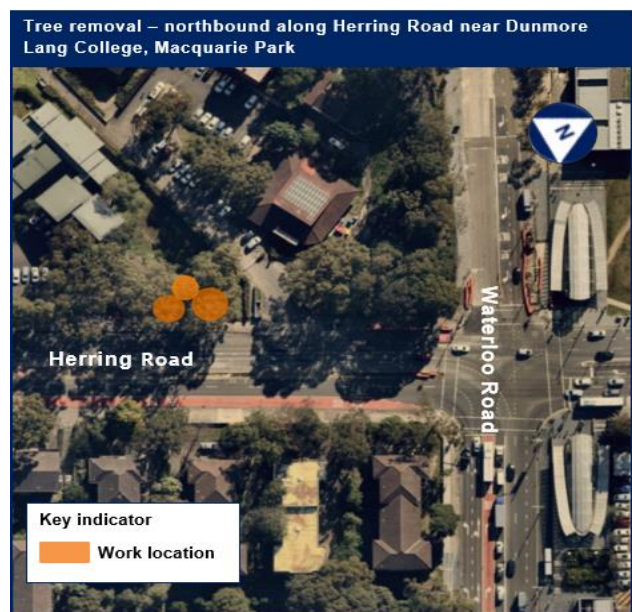 Tree removal – northbound along Herring Road near Dunmore
Lang College, Macquarie Park
N
Waterloo Road
Herring Road
Key indicator
Work location